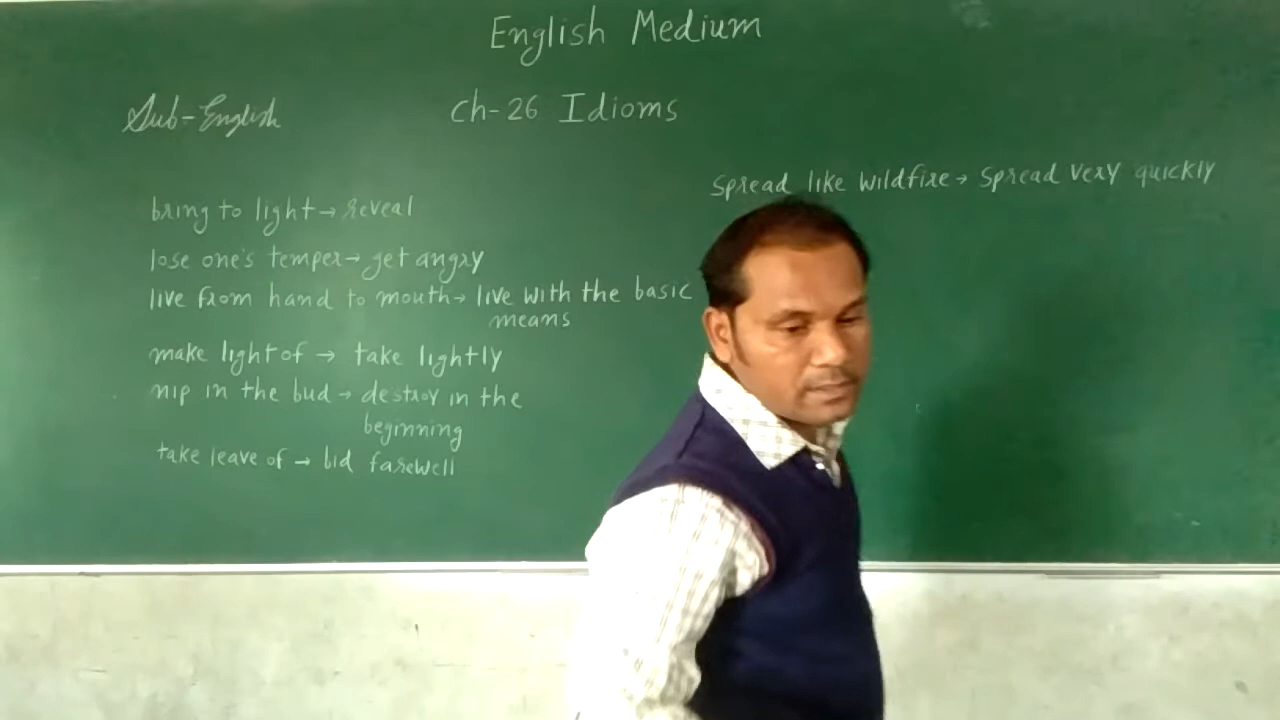 English Medium
Sub-English
Ch-26 Idioms
bring to light → reveal
lose one's temper → get angry
live from hand to mouth → live with the basic
means
make light of → take lightly
nip in the bud → destroy in the
beginning
take leave of → bid farewell
spread like wildfire → spread very quickly